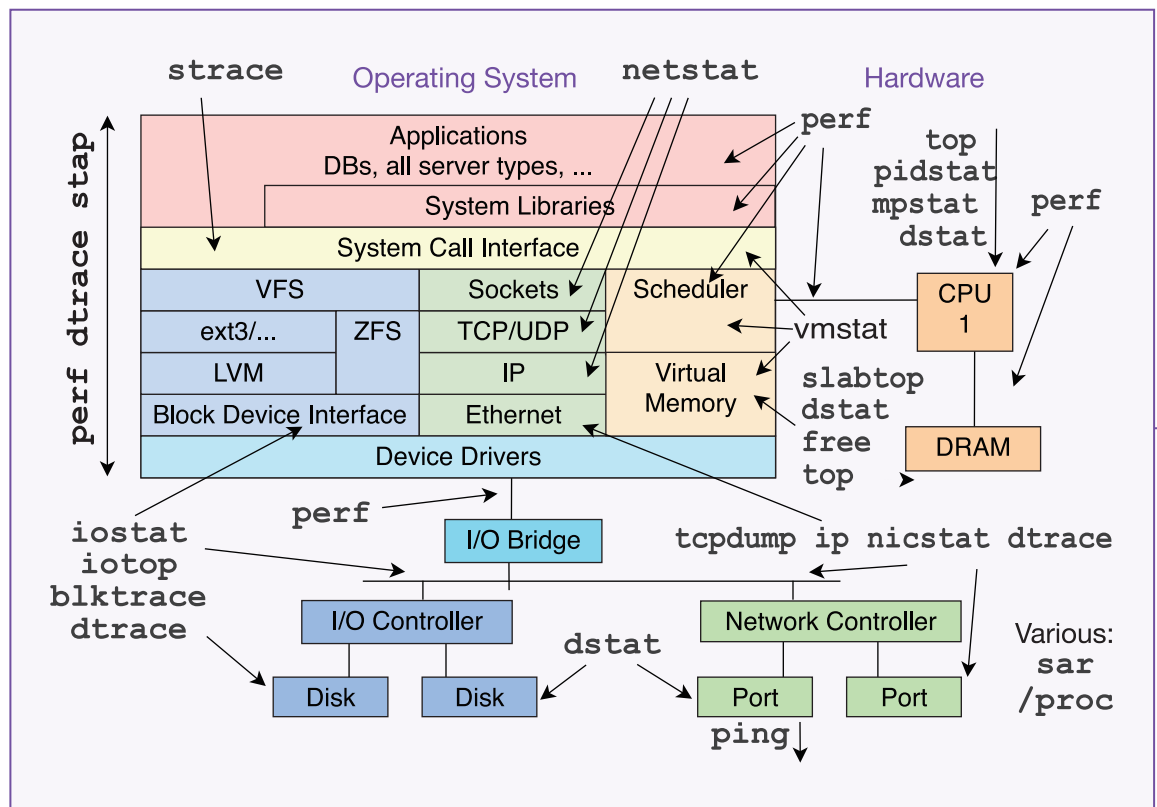 strace
Operating System
netstat
Hardware
perf dtrace stap
Applications
DBs, all server types, ...
System Libraries
System Call Interface
perf
top
pidstat
mpstat
dstat
perf
VFS
Sockets
Scheduler
CPU
1
ext3/...
ZFS
TCP/UDP
vmstat
LVM
IP
Virtual
Memory
slabtop
dstat
free
top
Block Device Interface
Ethernet
DRAM
Device Drivers
perf
I/O Bridge
iostat
iotop
blktrace
dtrace
tcpdump ip nicstat dtrace
I/O Controller
Network Controller
dstat
Various:
sar
/proc
Disk
Disk
Port
Port
ping